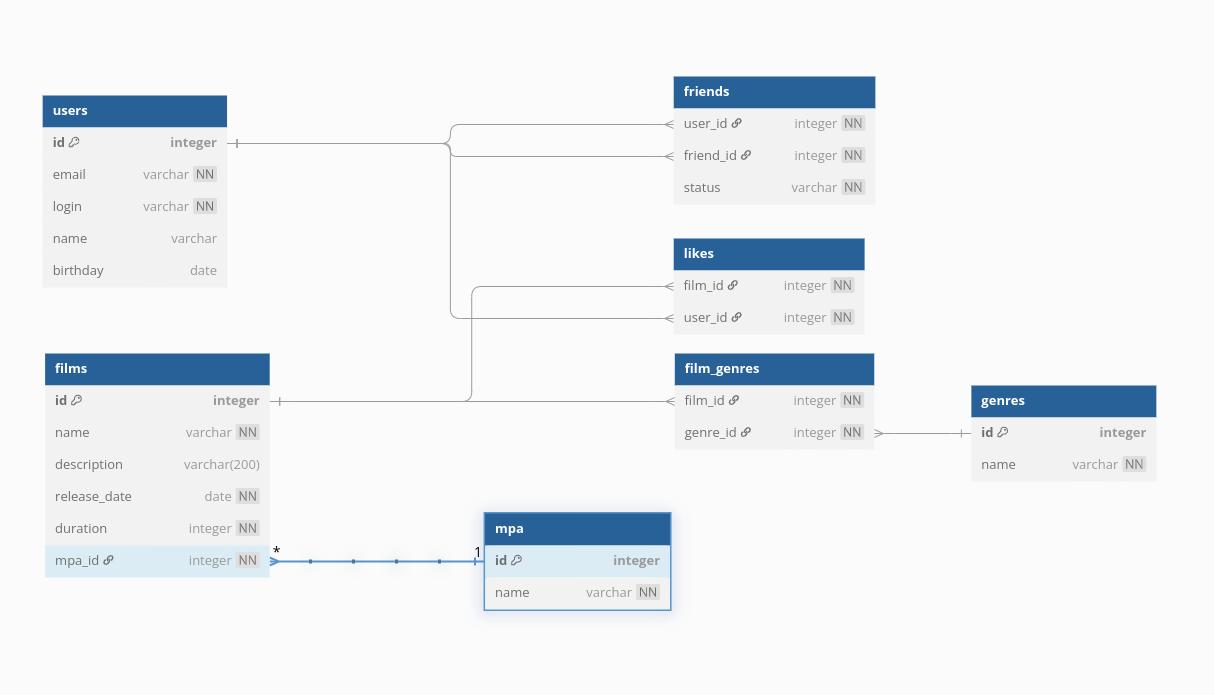 users
id integer
email varchar NN
login varchar NN
name varchar
birthday date
friends
user_id integer NN
friend_id integer NN
status varchar NN
likes
film_id integer NN
user_id integer NN
films
id integer
name varchar NN
description varchar(200)
release_date date NN
duration integer NN
mpa_id integer NN
* 1
film_genres
film_id integer NN
genre_id integer NN
genres
id integer
name varchar NN
mpa
id integer
name varchar NN